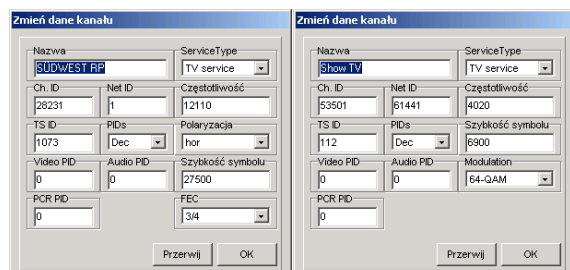 Zmień dane kanału
Nazwa
ServiceType
SÜDWEST RP
TV service
Ch. ID
Net ID
Częstotliwość
28231
1
12110
TS ID
PIDs
Polaryzacja
1073
Dec
hor
Video PID
Audio PID
Szybkość symbolu
0
0
27500
PCR PID
FEC
0
3/4
Przerwij
OK
Zmień dane kanału
Nazwa
ServiceType
Show TV
TV service
Ch. ID
Net ID
Częstotliwość
53501
61441
4020
TS ID
PIDs
Szybkość symbolu
112
Dec
6900
Video PID
Audio PID
Modulation
0
0
64-QAM
PCR PID
0
Przerwij
OK